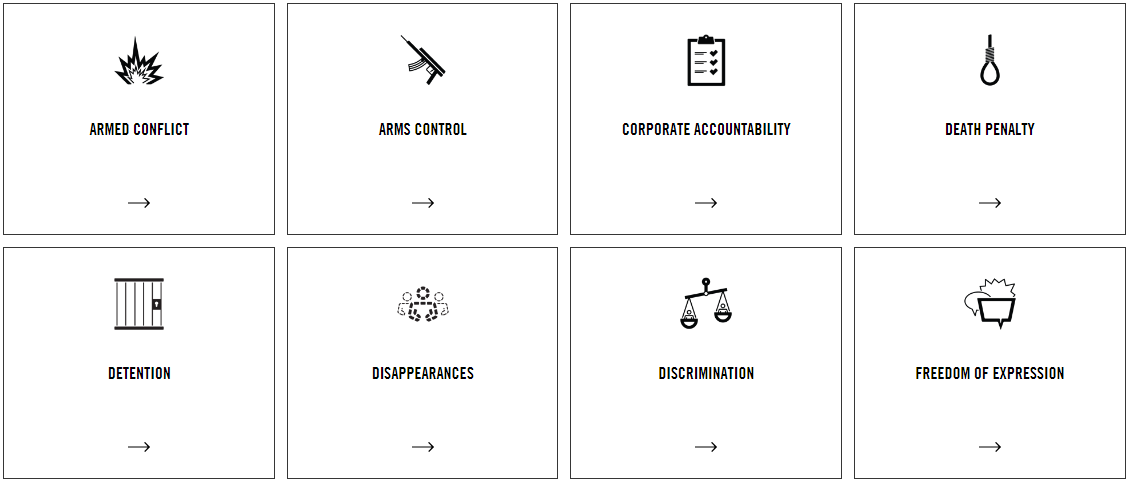 ARMED CONFLICT
ARMS CONTROL
CORPORATE ACCOUNTABILITY
DEATH PENALTY
DETENTION
DISAPPEARANCES
DISCRIMINATION
FREEDOM OF EXPRESSION